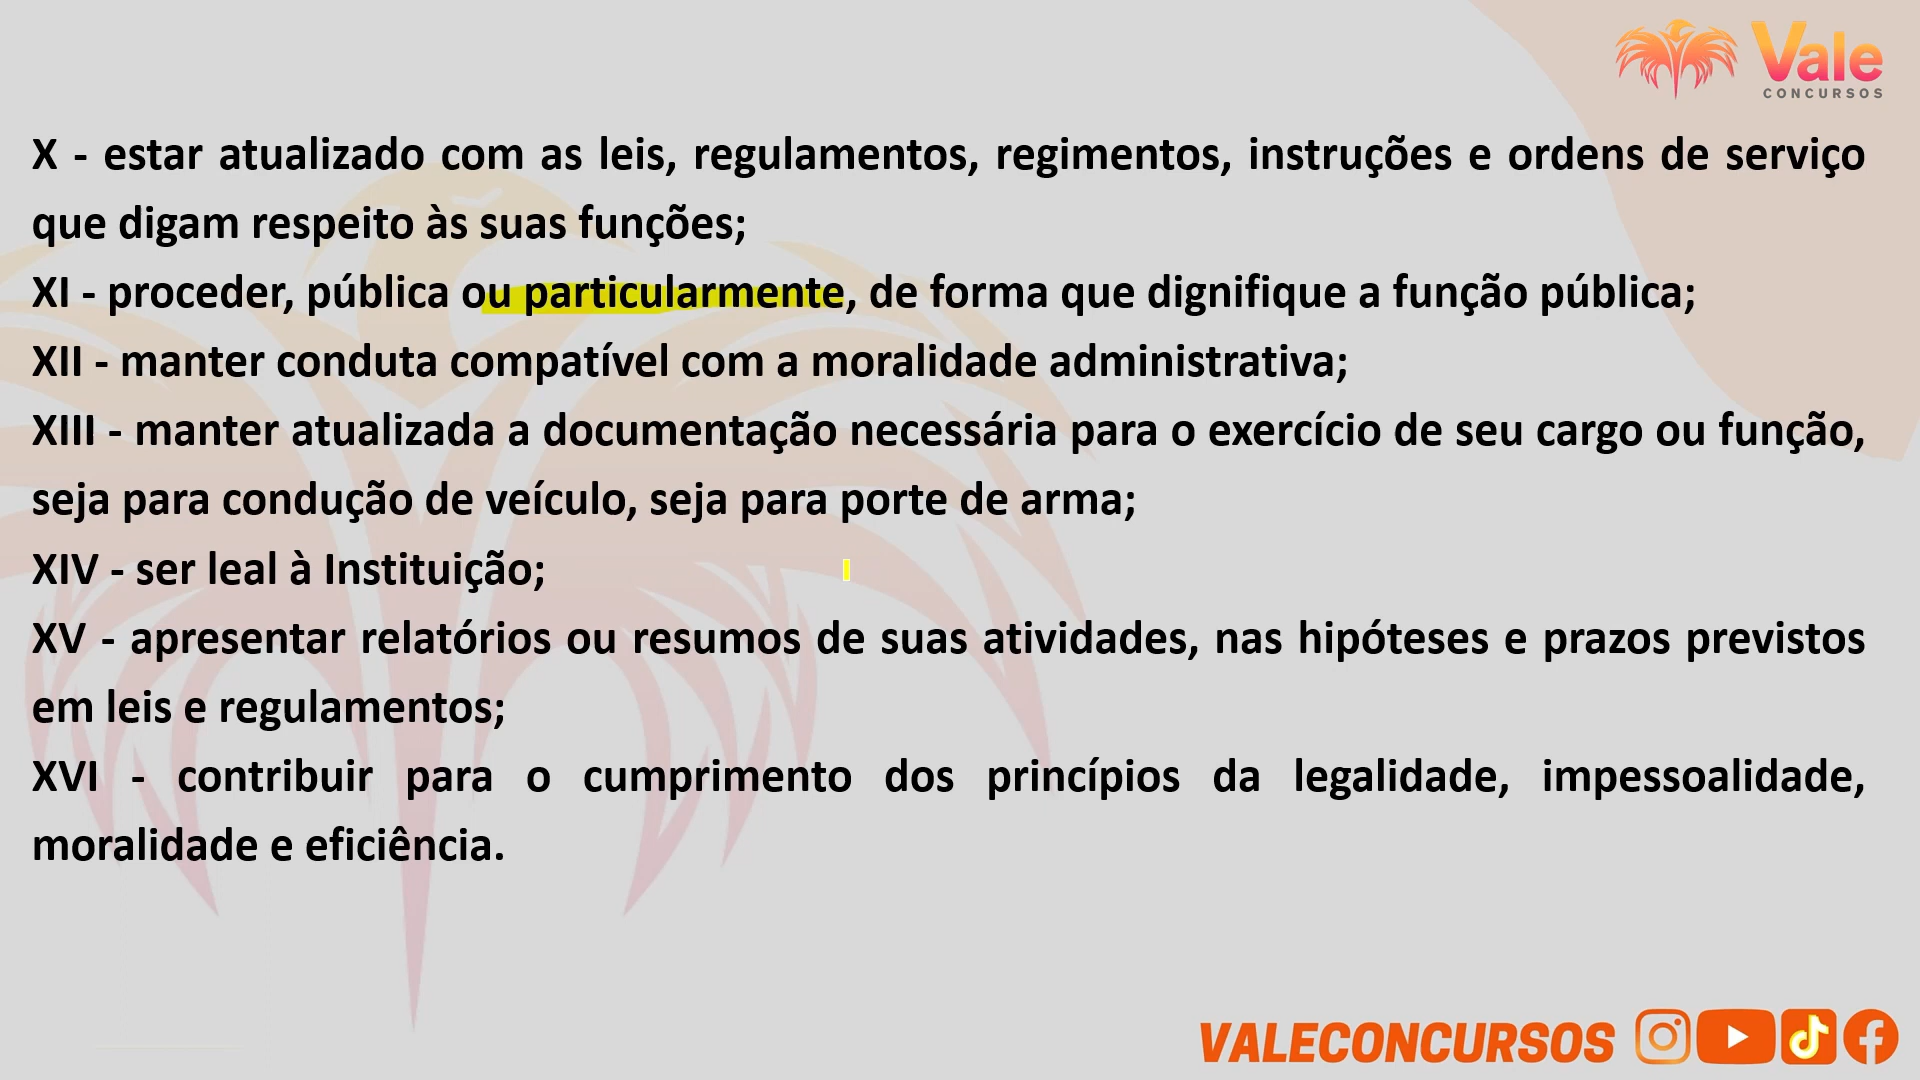 Vale
CONCURSOS
X - estar atualizado com as leis, regulamentos, regimentos, instruções e ordens de serviço
que digam respeito às suas funções;
XI - proceder, pública ou particularmente, de forma que dignifique a função pública;
XII - manter conduta compatível com a moralidade administrativa;
XIII - manter atualizada a documentação necessária para o exercício de seu cargo ou função,
seja para condução de veículo, seja para porte de arma;
XIV - ser leal à Instituição;
XV - apresentar relatórios ou resumos de suas atividades, nas hipóteses e prazos previstos
em leis e regulamentos;
XVI - contribuir para o cumprimento dos princípios da legalidade, impessoalidade,
moralidade e eficiência.
VALECONCURSOS